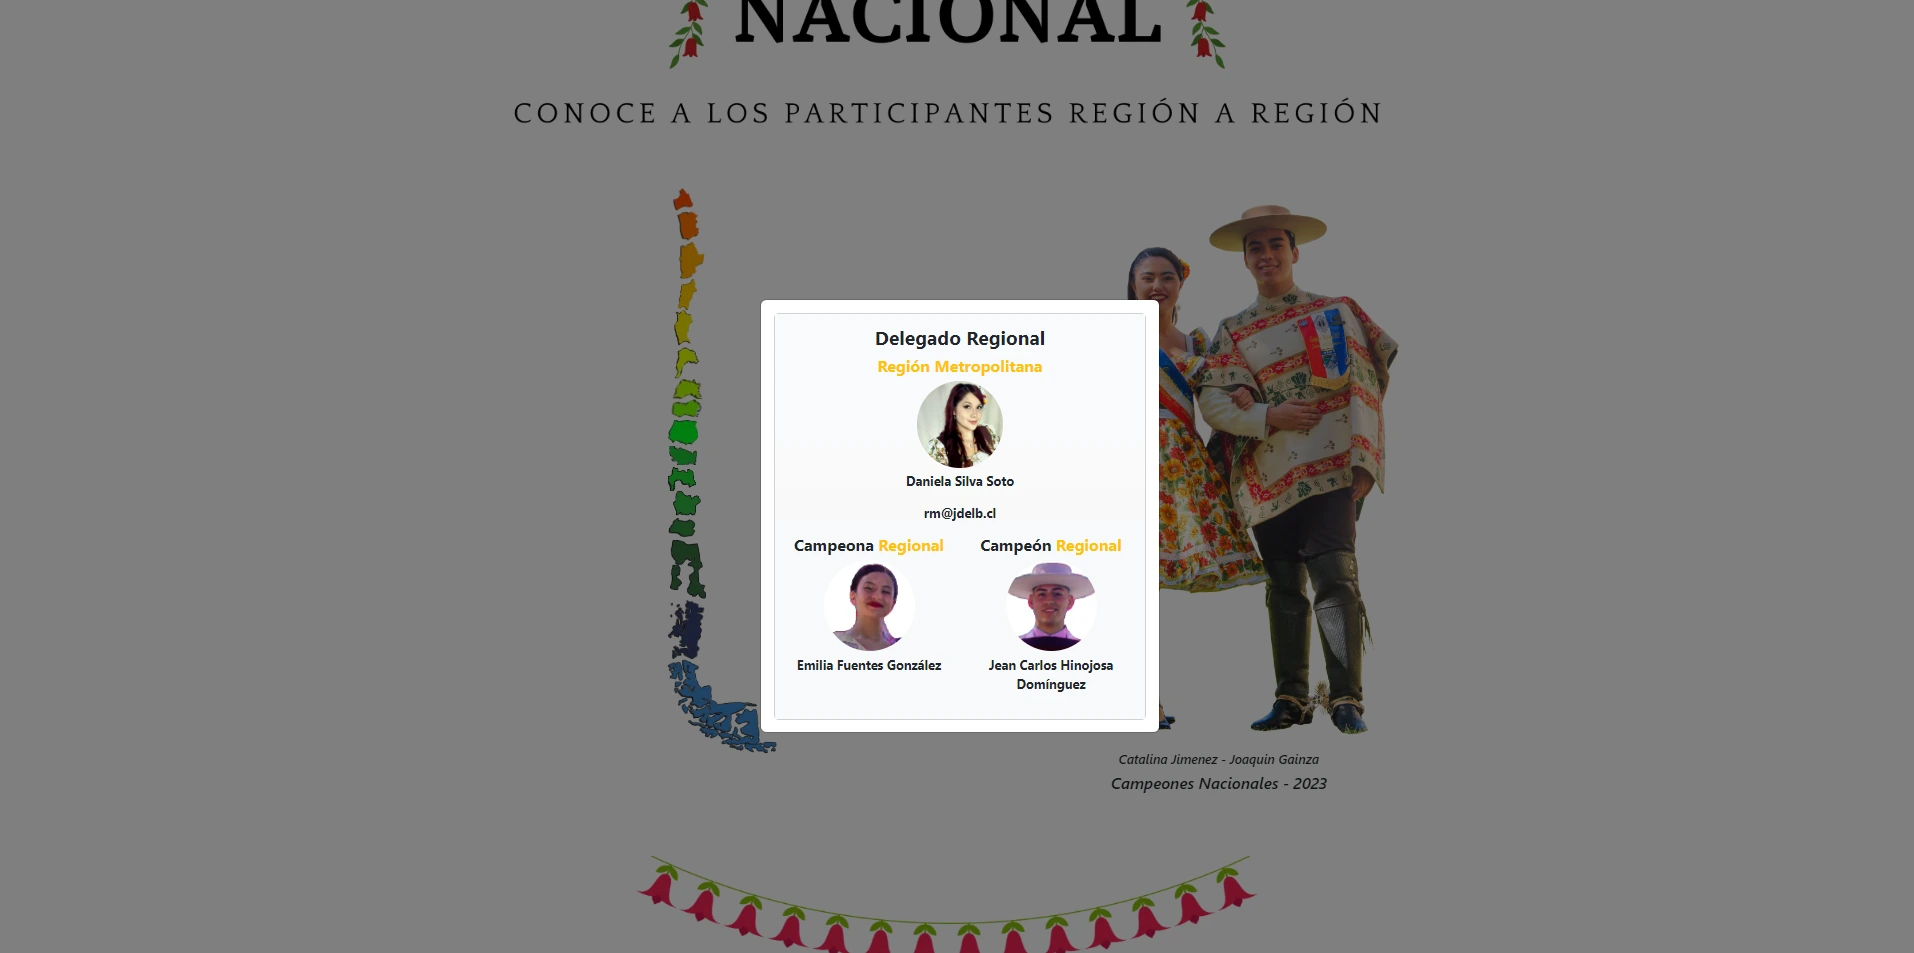 NACIONAL
CONOCE A LOS PARTICIPANTES REGIÓN A REGIÓN
Delegado Regional
Región Metropolitana
Daniela Silva Soto
rm@jdelb.cl
Campeona Regional
Campeón Regional
Emilia Fuentes González
Jean Carlos Hinojosa
Domínguez
Catalina Jimenez - Joaquin Gainza
Campeones Nacionales - 2023